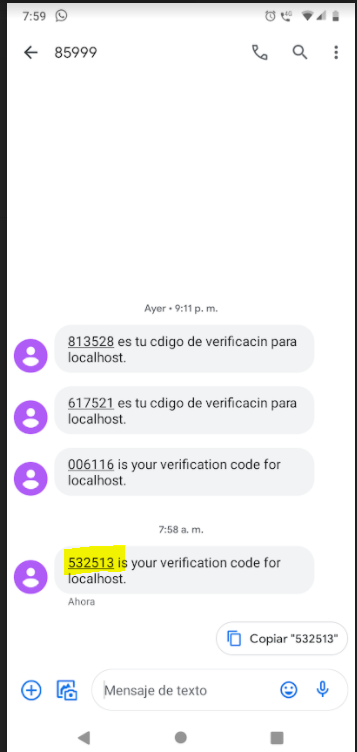 7:59
85999
Ayer • 9:11 p. m.
813528 es tu cdigo de verificacin para
localhost.
617521 es tu cdigo de verificacin para
localhost.
006116 is your verification code for
localhost.
7:58 a. m.
532513 is your verification code for
localhost.
Ahora
Copiar "532513"
Mensaje de texto